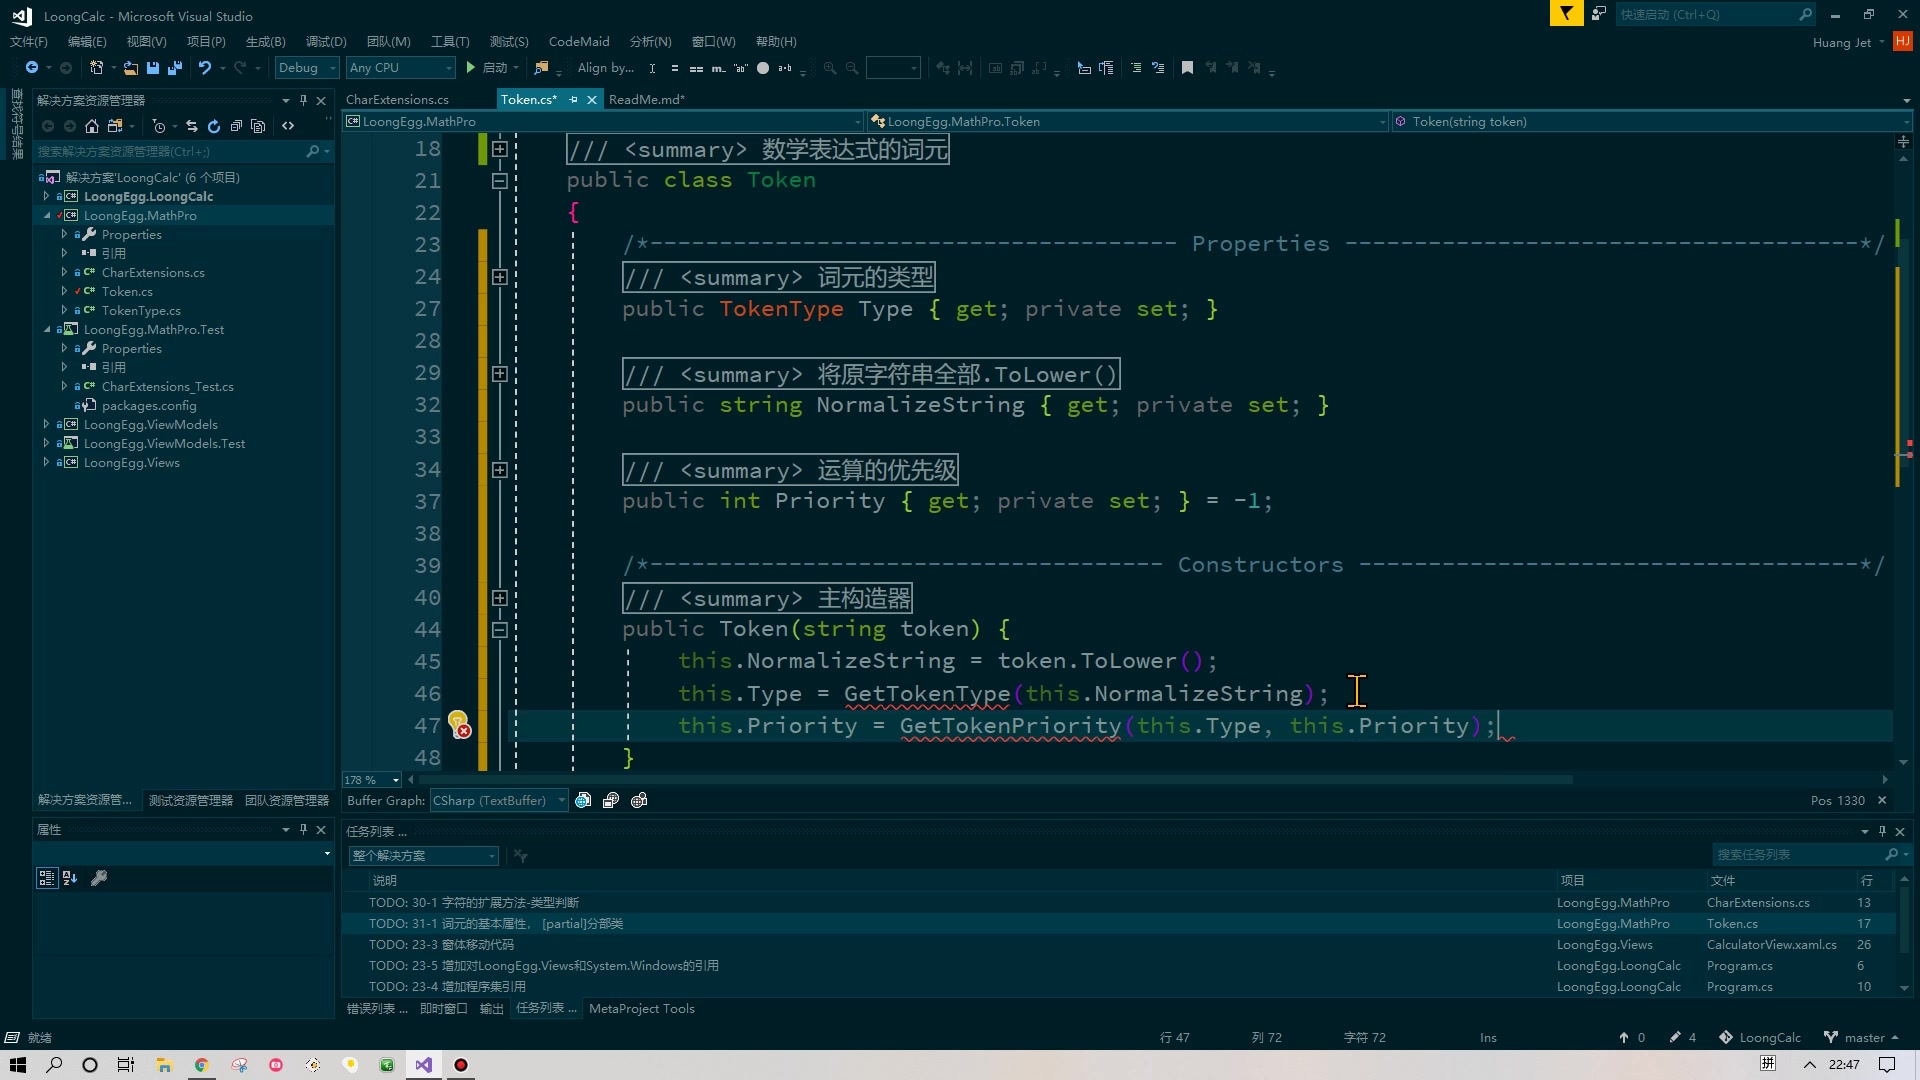 LoongCalc - Microsoft Visual Studio
快速启动 (Ctrl+Q)
文件(F) 编辑(E) 视图(V) 项目(P) 生成(B) 调试(D) 团队(M) 工具(T) 测试(S) CodeMaid 分析(N) 窗口(W) 帮助(H)
Huang Jet HJ
Debug Any CPU 启动 Align by...
查找符号结果
解决方案资源管理器
搜索解决方案资源管理器(Ctrl+;)
解决方案'LoongCalc' (6 个项目)
LoongEgg.LoongCalc
LoongEgg.MathPro
Properties
引用
CharExtensions.cs
Token.cs
TokenType.cs
LoongEgg.MathPro.Test
Properties
引用
CharExtensions_Test.cs
packages.config
LoongEgg.ViewModels
LoongEgg.ViewModels.Test
LoongEgg.Views
解决方案资源管... 测试资源管理器 团队资源管理器
属性
CharExtensions.cs Token.cs* ReadMe.md*
LoongEgg.MathPro LoongEgg.MathPro.Token Token(string token)
18 /// <summary> 数学表达式的词元
21 public class Token
22 {
23 /*-------------------------------------- Properties -------------------------------------*/
24 /// <summary> 词元的类型
27 public TokenType Type { get; private set; }
28
29 /// <summary> 将原字符串全部.ToLower()
32 public string NormalizeString { get; private set; }
33
34 /// <summary> 运算的优先级
37 public int Priority { get; private set; } = -1;
38
39 /*------------------------------------- Constructors ------------------------------------*/
40 /// <summary> 主构造器
44 public Token(string token) {
45 this.NormalizeString = token.ToLower();
46 this.Type = GetTokenType(this.NormalizeString);
47 this.Priority = GetTokenPriority(this.Type, this.Priority);
48 }
178 %
Buffer Graph: CSharp (TextBuffer) Pos 1330
任务列表 ...
整个解决方案 搜索任务列表
说明 项目 文件 行
TODO: 30-1 字符的扩展方法-类型判断 LoongEgg.MathPro CharExtensions.cs 13
TODO: 31-1 词元的基本属性, [partial]分部类 LoongEgg.MathPro Token.cs 17
TODO: 23-3 窗体移动代码 LoongEgg.Views CalculatorView.xaml.cs 26
TODO: 23-5 增加对LoongEgg.Views和System.Windows的引用 LoongEgg.LoongCalc Program.cs 6
TODO: 23-4 增加程序集引用 LoongEgg.LoongCalc Program.cs 10
错误列表 ... 即时窗口 输出 任务列表 ... MetaProject Tools
就绪 行 47 列 72 字符 72 Ins 0 4 LoongCalc master
拼 22:47